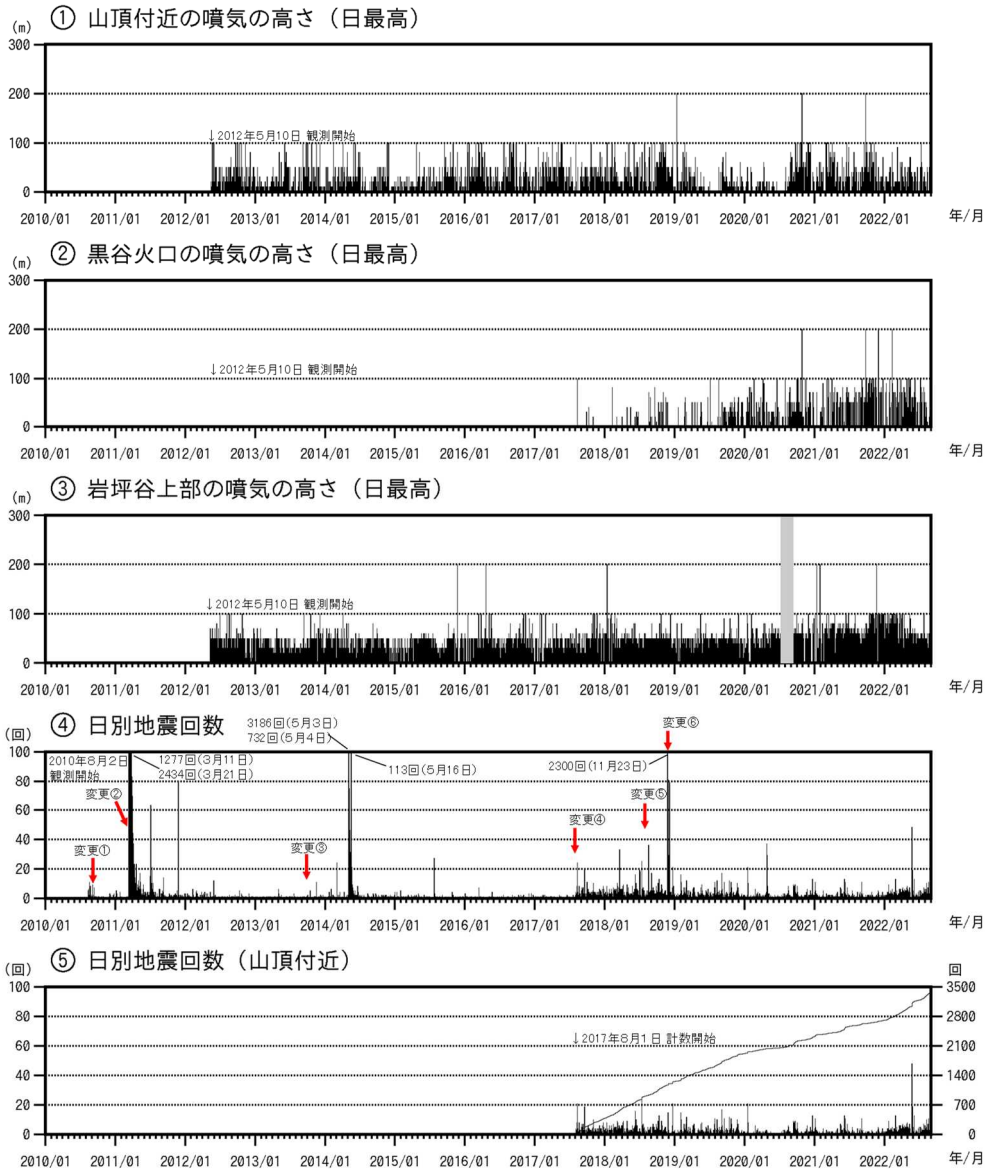 ① 山頂付近の噴気の高さ（日最高）
(m)
300
200
100
0
↓2012年5月10日 観測開始
2010/01 2011/01 2012/01 2013/01 2014/01 2015/01 2016/01 2017/01 2018/01 2019/01 2020/01 2021/01 2022/01 年/月
② 黒谷火口の噴気の高さ（日最高）
(m)
300
200
100
0
↓2012年5月10日 観測開始
2010/01 2011/01 2012/01 2013/01 2014/01 2015/01 2016/01 2017/01 2018/01 2019/01 2020/01 2021/01 2022/01 年/月
③ 岩坪谷上部の噴気の高さ（日最高）
(m)
300
200
100
0
↓2012年5月10日 観測開始
2010/01 2011/01 2012/01 2013/01 2014/01 2015/01 2016/01 2017/01 2018/01 2019/01 2020/01 2021/01 2022/01 年/月
④ 日別地震回数
(回)
100
80
60
40
20
0
2010年8月2日
観測開始
変更①
変更②
1277回(3月11日)
2434回(3月21日)
変更③
3186回(5月3日)
732回(5月4日)
113回(5月16日)
変更④
変更⑤
2300回(11月23日)
変更⑥
2010/01 2011/01 2012/01 2013/01 2014/01 2015/01 2016/01 2017/01 2018/01 2019/01 2020/01 2021/01 2022/01 年/月
⑤ 日別地震回数（山頂付近）
(回)
100
80
60
40
20
0
↓2017年8月1日 計数開始
回
3500
2800
2100
1400
700
0
2010/01 2011/01 2012/01 2013/01 2014/01 2015/01 2016/01 2017/01 2018/01 2019/01 2020/01 2021/01 2022/01 年/月